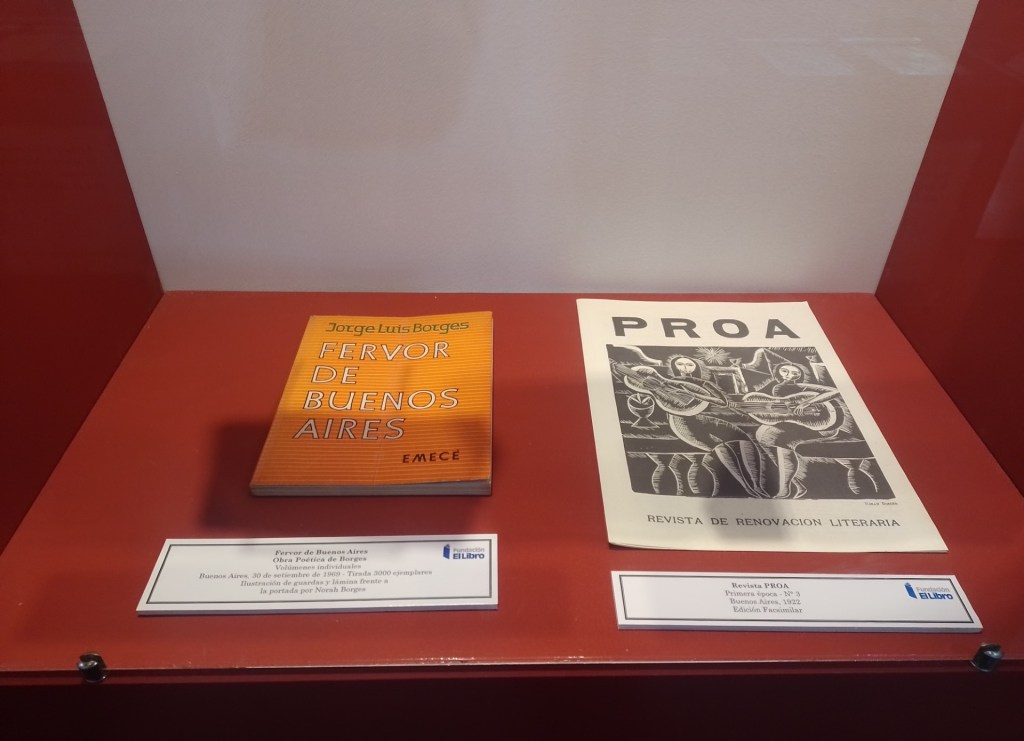 Jorge Luis Borges
FERVOR
DE
BUENOS
AIRES
EMECÉ
PROA
REVISTA DE RENOVACION LITERARIA
Fervor de Buenos Aires
Obra Poética de Borges
Volúmenes individuales
Buenos Aires, 30 de setiembre de 1969 - Tirada 3000 ejemplares
Ilustración de guardas y lámina frente a
la portada por Norah Borges
Fundación
El Libro
Revista PROA
Primera época - Nº 3
Buenos Aires, 1922
Edición Facsimilar
Fundación
El Libro